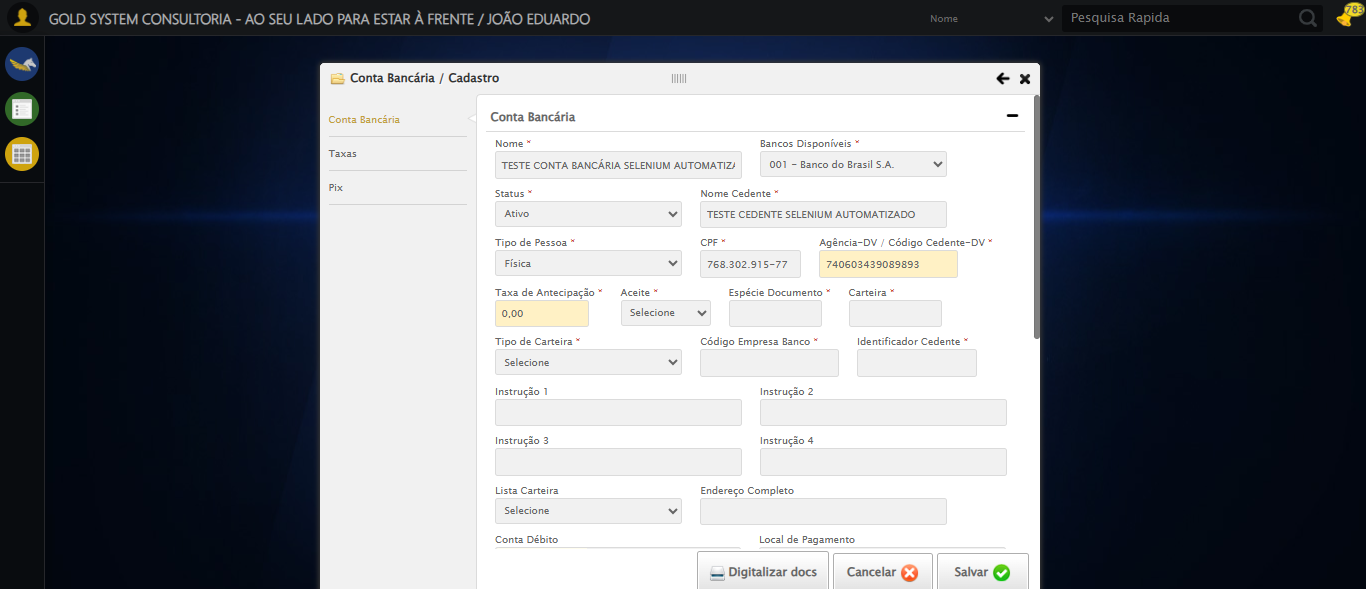 GOLD SYSTEM CONSULTORIA - AO SEU LADO PARA ESTAR À FRENTE / JOÃO EDUARDO
Nome
Pesquisa Rapida
783
Conta Bancária / Cadastro
Conta Bancária
Taxas
Pix
Conta Bancária
Nome *
Bancos Disponíveis *
TESTE CONTA BANCÁRIA SELENIUM AUTOMATIZA
001 - Banco do Brasil S.A.
Status *
Nome Cedente *
Ativo
TESTE CEDENTE SELENIUM AUTOMATIZADO
Tipo de Pessoa *
CPF *
Agência-DV / Código Cedente-DV *
Física
768.302.915-77
740603439089893
Taxa de Antecipação *
Aceite *
Espécie Documento *
Carteira *
0,00
Selecione
Tipo de Carteira *
Código Empresa Banco *
Identificador Cedente *
Selecione
Instrução 1
Instrução 2
Instrução 3
Instrução 4
Lista Carteira
Endereço Completo
Selecione
Conta Débito
Local de Pagamento
Digitalizar docs
Cancelar
Salvar